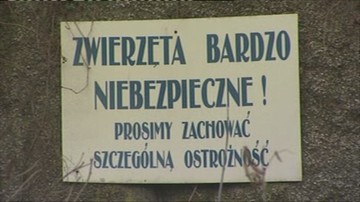 ZWIERZĘTA BARDZO
NIEBEZPIECZNE!
PROSIMY ZACHOWAĆ
SZCZEGÓLNĄ OSTROŻNOŚĆ